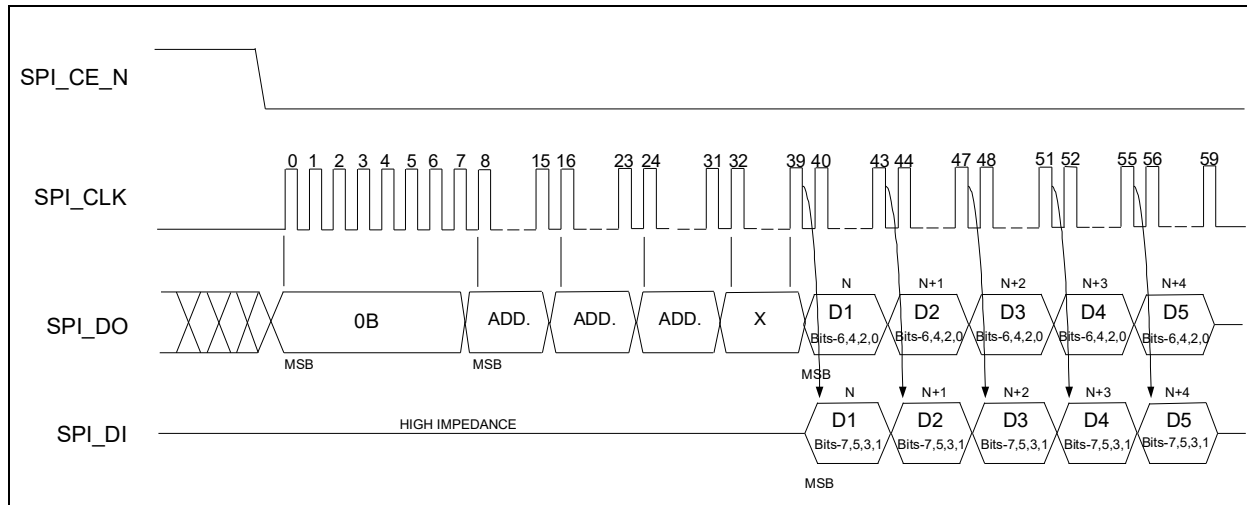 SPI_CE_N
0 1 2 3 4 5 6 7 8 15 16 23 24 31 32 39 40 43 44 47 48 51 52 55 56 59
SPI_CLK
N N+1 N+2 N+3 N+4
SPI_DO 0B ADD. ADD. ADD. X D1 D2 D3 D4 D5
Bits-6,4,2,0 Bits-6,4,2,0 Bits-6,4,2,0 Bits-6,4,2,0 Bits-6,4,2,0
MSB MSB MSB
N N+1 N+2 N+3 N+4
SPI_DI HIGH IMPEDANCE D1 D2 D3 D4 D5
Bits-7,5,3,1 Bits-7,5,3,1 Bits-7,5,3,1 Bits-7,5,3,1 Bits-7,5,3,1
MSB